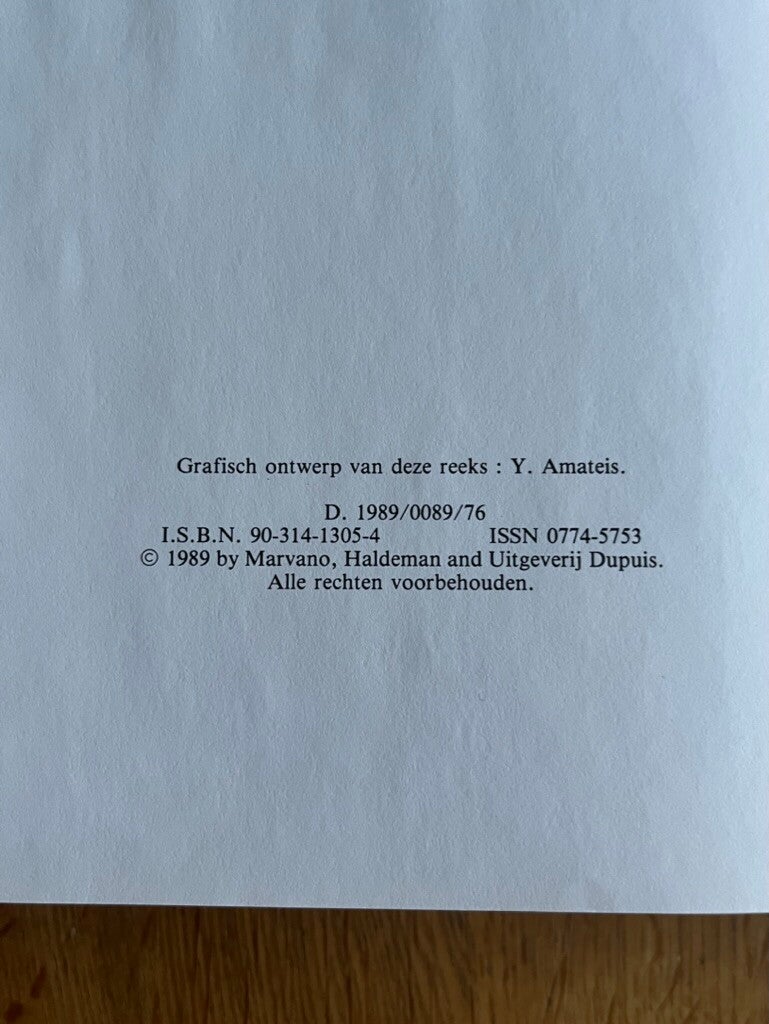 Grafisch ontwerp van deze reeks : Y. Amateis.
D. 1989/0089/76
I.S.B.N. 90-314-1305-4 ISSN 0774-5753
© 1989 by Marvano, Haldeman and Uitgeverij Dupuis.
Alle rechten voorbehouden.